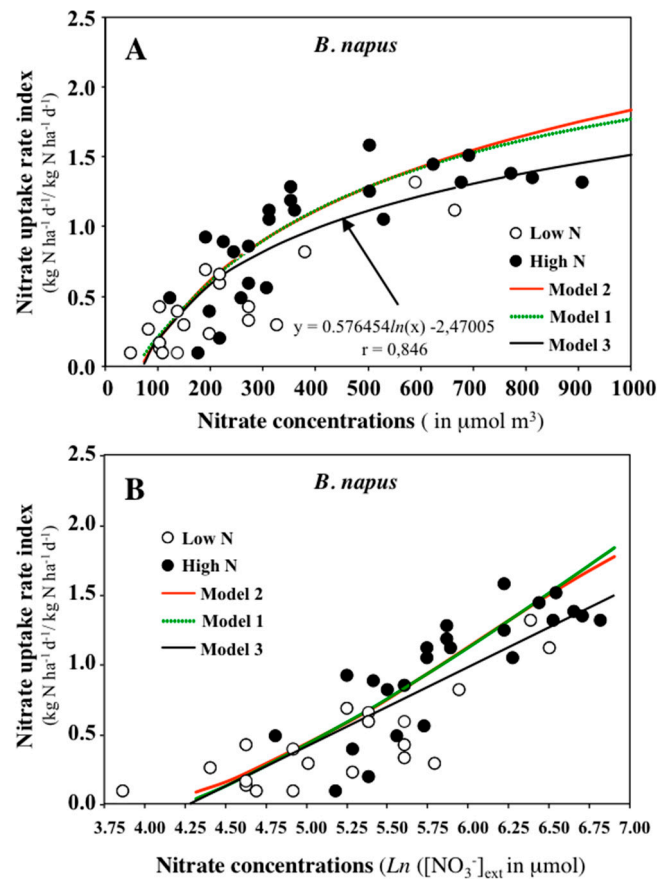 A
B. napus
Nitrate uptake rate index
(kg N ha⁻¹ d⁻¹/ kg N ha⁻¹ d⁻¹)
2.5
2.0
1.5
1.0
0.5
0.0
Low N
High N
Model 2
Model 1
Model 3
y = 0.576454ln(x) -2,47005
r = 0,846
0 100 200 300 400 500 600 700 800 900 1000
Nitrate concentrations ( in μmol m³)
B
B. napus
Nitrate uptake rate index
(kg N ha⁻¹ d⁻¹/ kg N ha⁻¹ d⁻¹)
2.5
2.0
1.5
1.0
0.5
0.0
Low N
High N
Model 2
Model 1
Model 3
3.75 4.00 4.25 4.75 5.00 5.25 5.50 5.75 6.00 6.25 6.50 6.75 7.00
Nitrate concentrations (Ln ([NO₃⁻]ext in μmol)